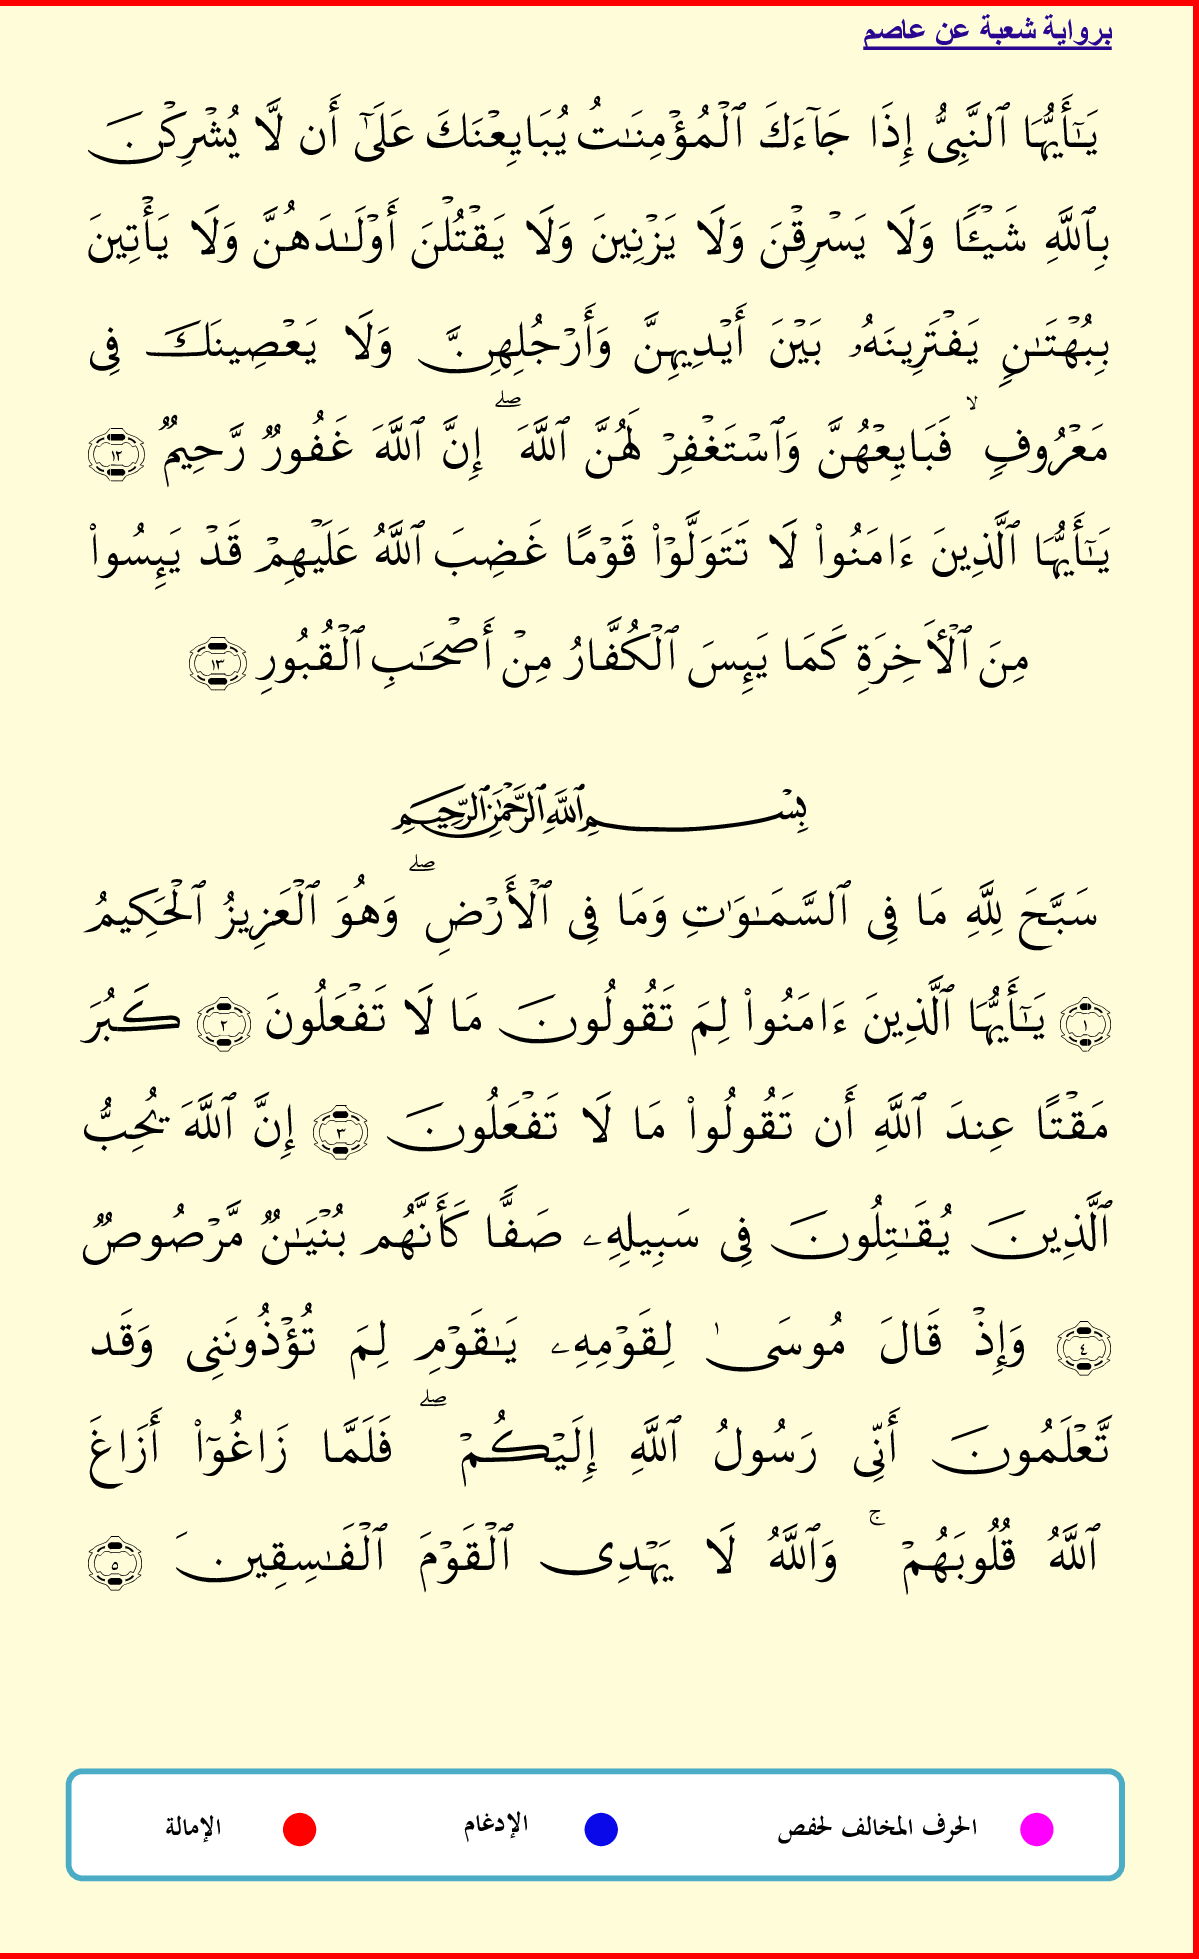 برواية شعبة عن عاصم
يَٰٓأَيُّهَا ٱلنَّبِىُّ إِذَا جَآءَكَ ٱلْمُؤْمِنَٰتُ يُبَايِعْنَكَ عَلَىٰٓ أَن لَّا يُشْرِكْنَ
بِٱللَّهِ شَيْـًٔا وَلَا يَسْرِقْنَ وَلَا يَزْنِينَ وَلَا يَقْتُلْنَ أَوْلَٰدَهُنَّ وَلَا يَأْتِينَ
بِبُهْتَٰنٍ يَفْتَرِينَهُۥ بَيْنَ أَيْدِيهِنَّ وَأَرْجُلِهِنَّ وَلَا يَعْصِينَكَ فِى
مَعْرُوفٍ ۙ فَبَايِعْهُنَّ وَٱسْتَغْفِرْ لَهُنَّ ٱللَّهَ ۖ إِنَّ ٱللَّهَ غَفُورٌ رَّحِيمٌ ١٢
يَٰٓأَيُّهَا ٱلَّذِينَ ءَامَنُوا۟ لَا تَتَوَلَّوْا۟ قَوْمًا غَضِبَ ٱللَّهُ عَلَيْهِمْ قَدْ يَئِسُوا۟
مِنَ ٱلْأَخِرَةِ كَمَا يَئِسَ ٱلْكُفَّارُ مِنْ أَصْحَٰبِ ٱلْقُبُورِ ١٣
بِسْمِ ٱللَّهِ ٱلرَّحْمَٰنِ ٱلرَّحِيمِ
سَبَّحَ لِلَّهِ مَا فِى ٱلسَّمَٰوَٰتِ وَمَا فِى ٱلْأَرْضِ ۖ وَهُوَ ٱلْعَزِيزُ ٱلْحَكِيمُ
١ يَٰٓأَيُّهَا ٱلَّذِينَ ءَامَنُوا۟ لِمَ تَقُولُونَ مَا لَا تَفْعَلُونَ ٢ كَبُرَ
مَقْتًا عِندَ ٱللَّهِ أَن تَقُولُوا۟ مَا لَا تَفْعَلُونَ ٣ إِنَّ ٱللَّهَ يُحِبُّ
ٱلَّذِينَ يُقَٰتِلُونَ فِى سَبِيلِهِۦ صَفًّا كَأَنَّهُم بُنْيَٰنٌ مَّرْصُوصٌ
٤ وَإِذْ قَالَ مُوسَىٰ لِقَوْمِهِۦ يَٰقَوْمِ لِمَ تُؤْذُونَنِى وَقَد
تَّعْلَمُونَ أَنِّى رَسُولُ ٱللَّهِ إِلَيْكُمْ ۖ فَلَمَّا زَاغُوٓا۟ أَزَاغَ
ٱللَّهُ قُلُوبَهُمْ ۚ وَٱللَّهُ لَا يَهْدِى ٱلْقَوْمَ ٱلْفَٰسِقِينَ ٥
الحرف المخالف لحفص الإدغام الإمالة